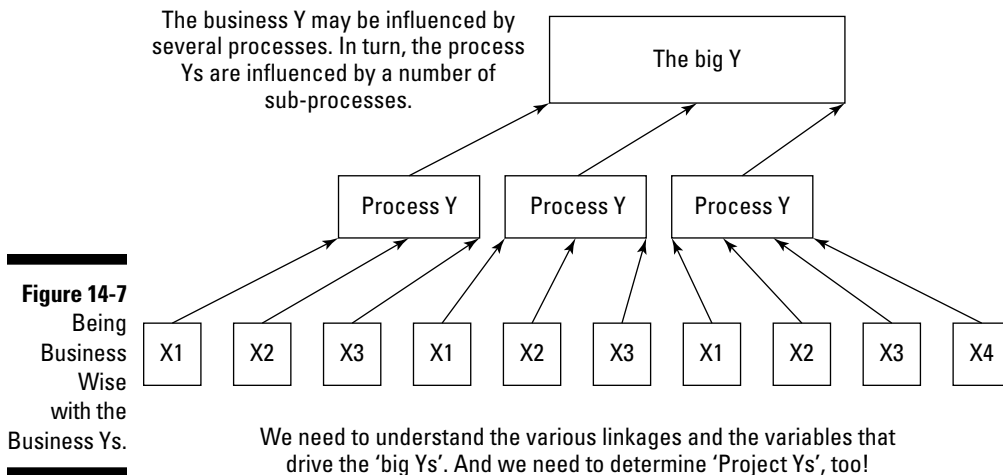 The business Y may be influenced by
several processes. In turn, the process
Ys are influenced by a number of
sub-processes.
The big Y
Process Y
Process Y
Process Y
X1
X2
X3
X1
X2
X3
X1
X2
X3
X4
Figure 14-7
Being
Business
Wise
with the
Business Ys.
We need to understand the various linkages and the variables that
drive the ‘big Ys’. And we need to determine ‘Project Ys’, too!